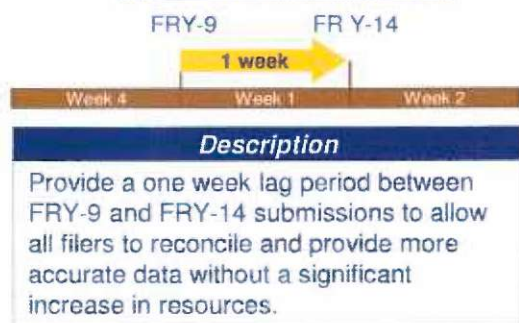 FRY-9 FR Y-14
1 week
Week 4 Week 1 Week 2
Description
Provide a one week lag period between
FRY-9 and FRY-14 submissions to allow
all filers to reconcile and provide more
accurate data without a significant
increase in resources.